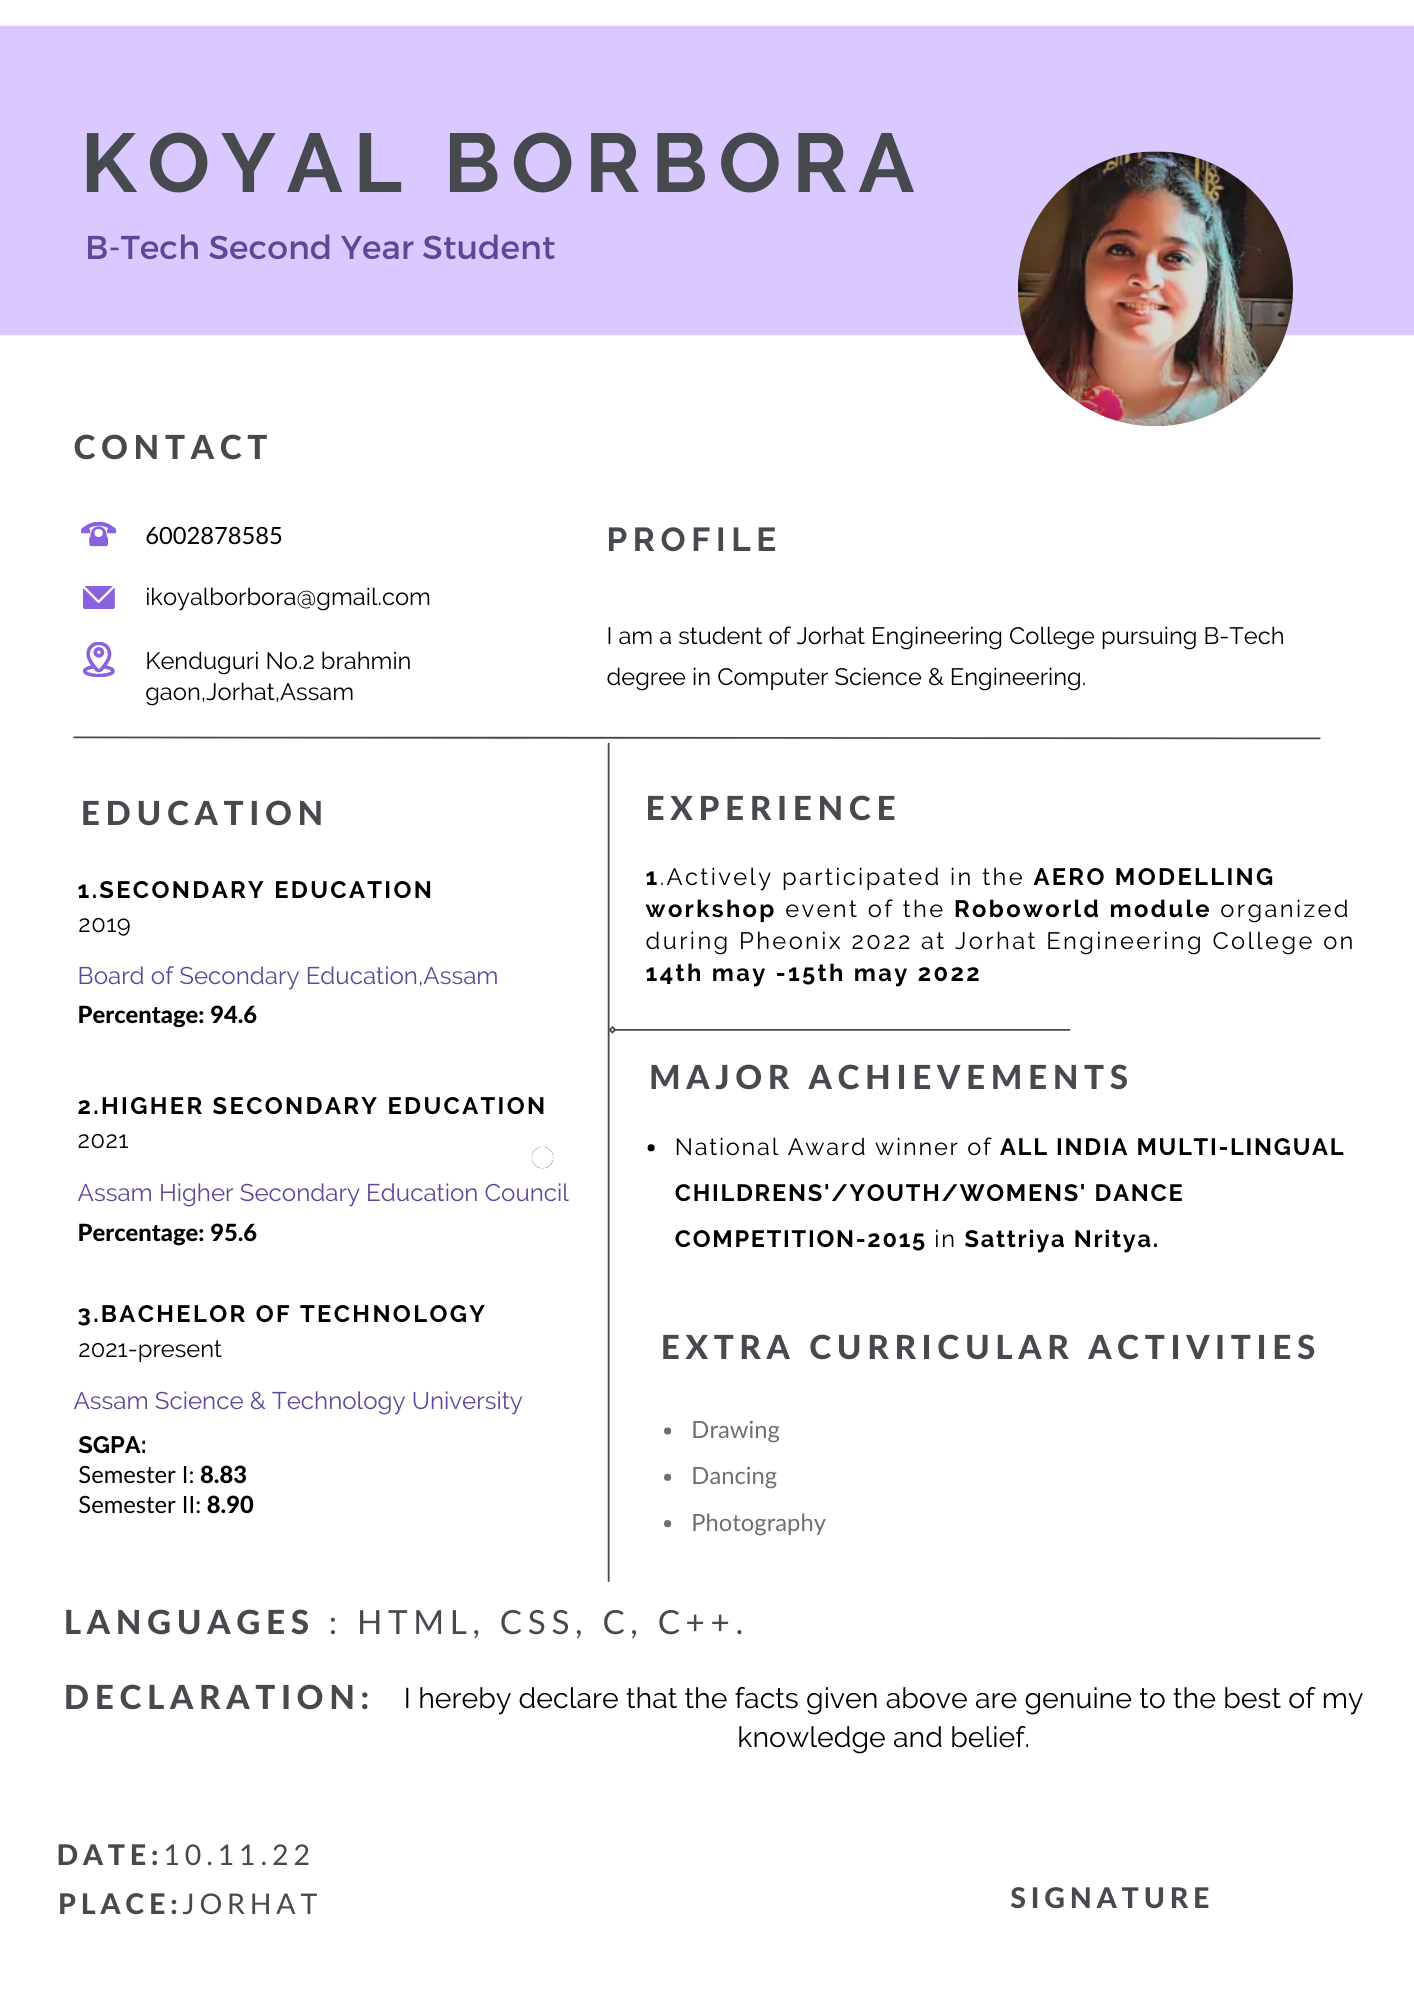 KOYAL BORBORA
B-Tech Second Year Student
CONTACT
6002878585
ikoyalborbora@gmail.com
Kenduguri No.2 brahmin
gaon,Jorhat,Assam
PROFILE
I am a student of Jorhat Engineering College pursuing B-Tech
degree in Computer Science & Engineering.
EDUCATION
1.SECONDARY EDUCATION
2019
Board of Secondary Education,Assam
Percentage: 94.6
2.HIGHER SECONDARY EDUCATION
2021
Assam Higher Secondary Education Council
Percentage: 95.6
3.BACHELOR OF TECHNOLOGY
2021-present
Assam Science & Technology University
SGPA:
Semester I: 8.83
Semester II: 8.90
EXPERIENCE
1.Actively participated in the AERO MODELLING
workshop event of the Roboworld module organized
during Pheonix 2022 at Jorhat Engineering College on
14th may -15th may 2022
MAJOR ACHIEVEMENTS
• National Award winner of ALL INDIA MULTI-LINGUAL
CHILDRENS'/YOUTH/WOMENS' DANCE
COMPETITION-2015 in Sattriya Nritya.
EXTRA CURRICULAR ACTIVITIES
• Drawing
• Dancing
• Photography
LANGUAGES : HTML, CSS, C, C++.
DECLARATION: I hereby declare that the facts given above are genuine to the best of my
knowledge and belief.
DATE:10.11.22
PLACE:JORHAT
SIGNATURE